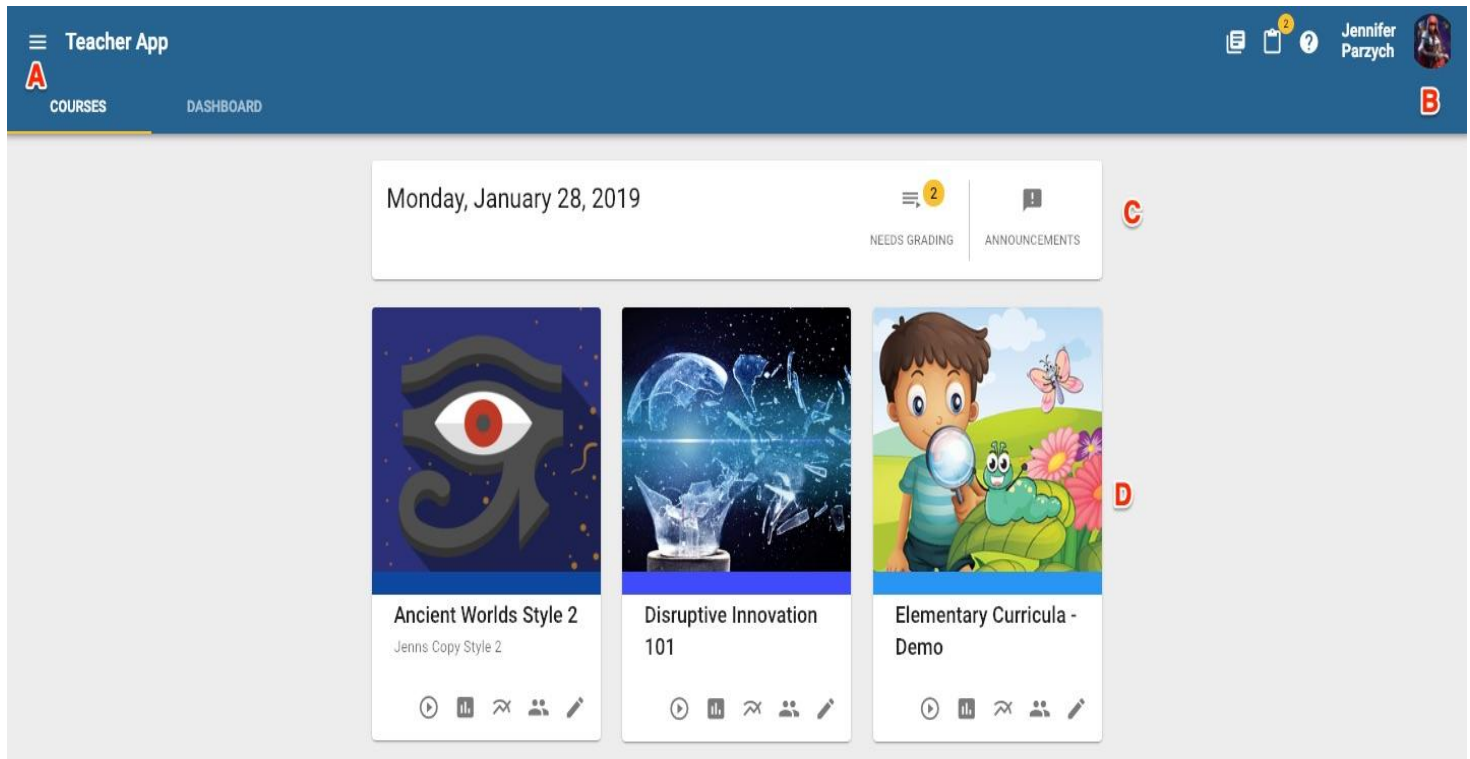 Teacher App
2
Jennifer
Parzych
A
B
COURSES DASHBOARD
Monday, January 28, 2019
2
NEEDS GRADING ANNOUNCEMENTS
C
D
Ancient Worlds Style 2
Jenns Copy Style 2
Disruptive Innovation
101
Elementary Curricula -
Demo